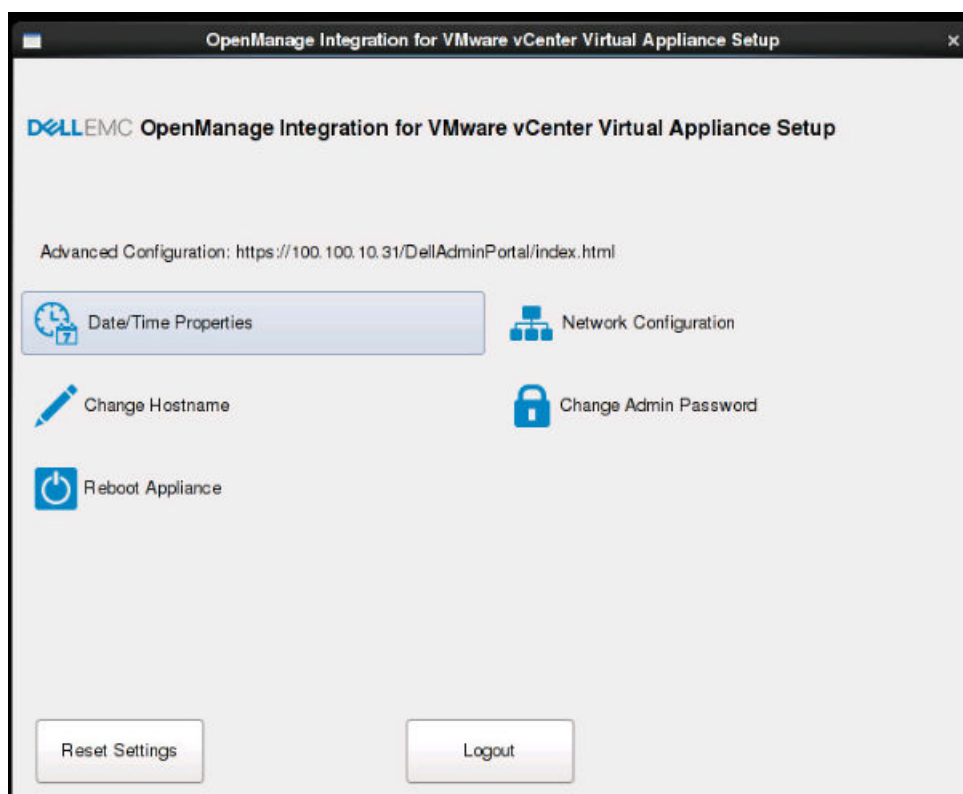 OpenManage Integration for VMware vCenter Virtual Appliance Setup
DELLEMC OpenManage Integration for VMware vCenter Virtual Appliance Setup
Advanced Configuration: https://100.100.10.31/DellAdminPortal/index.html
7 Date/Time Properties
Network Configuration
Change Hostname
Change Admin Password
Reboot Appliance
Reset Settings
Logout